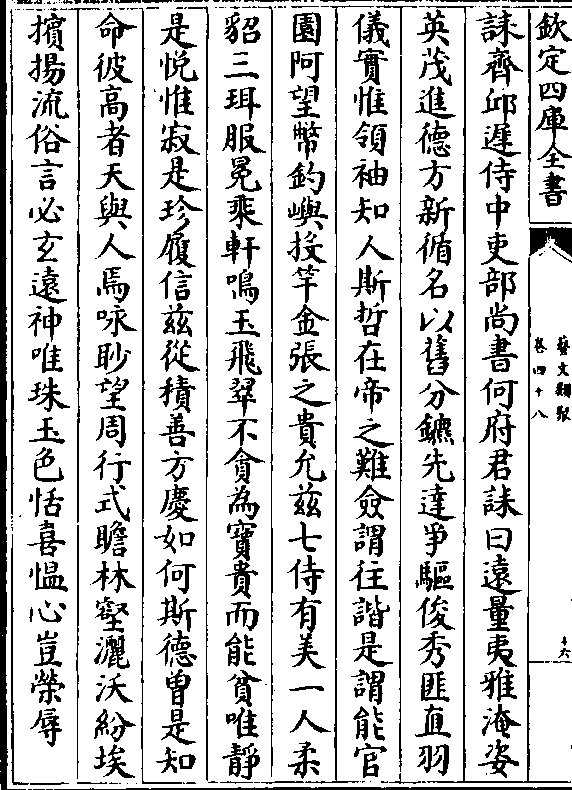 欽定四庫全書
藝文類聚
卷四十八
十六
誄齊邱遲侍中吏部尚書何府君誄曰遠量夷雅淹姿
英茂進德方新循名以舊分鑣先達爭驅俊秀匪直羽
儀實惟領袖知人斯哲在帝之難僉謂往諧是謂能官
園阿望幣釣嶼投竿金張之貴允茲七侍有美一人柔
貂三珥服冕乘軒鳴玉飛翠不貪為寶貴而能貧唯靜
是悅惟寂是珍履信茲從積善方慶如何斯德曾是知
命彼高者天與人焉咏眇望周行式瞻林壑灑沃紛埃
擯揚流俗言必玄遠神唯珠玉色恬喜愠心豈榮辱